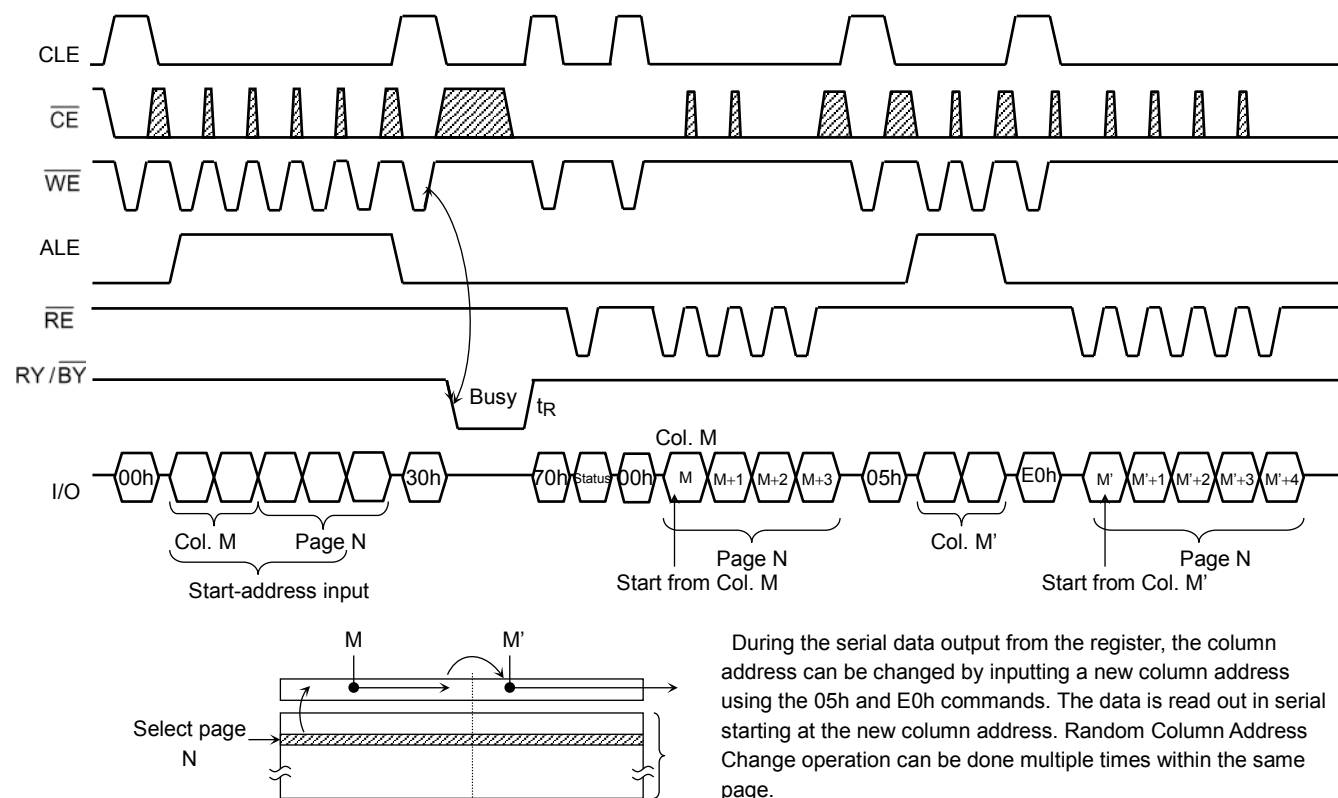 CLE
CE
WE
ALE
RE
RY / BY
Busy
tR
Col. M
I/O
00h
30h
70h
Status
00h
M
M+1
M+2
M+3
05h
E0h
M'
M'+1
M'+2
M'+3
M'+4
Col. M
Page N
Start-address input
Page N
Start from Col. M
Col. M'
Page N
Start from Col. M'
M
M'
Select page
N
During the serial data output from the register, the column
address can be changed by inputting a new column address
using the 05h and E0h commands. The data is read out in serial
starting at the new column address. Random Column Address
Change operation can be done multiple times within the same
page.